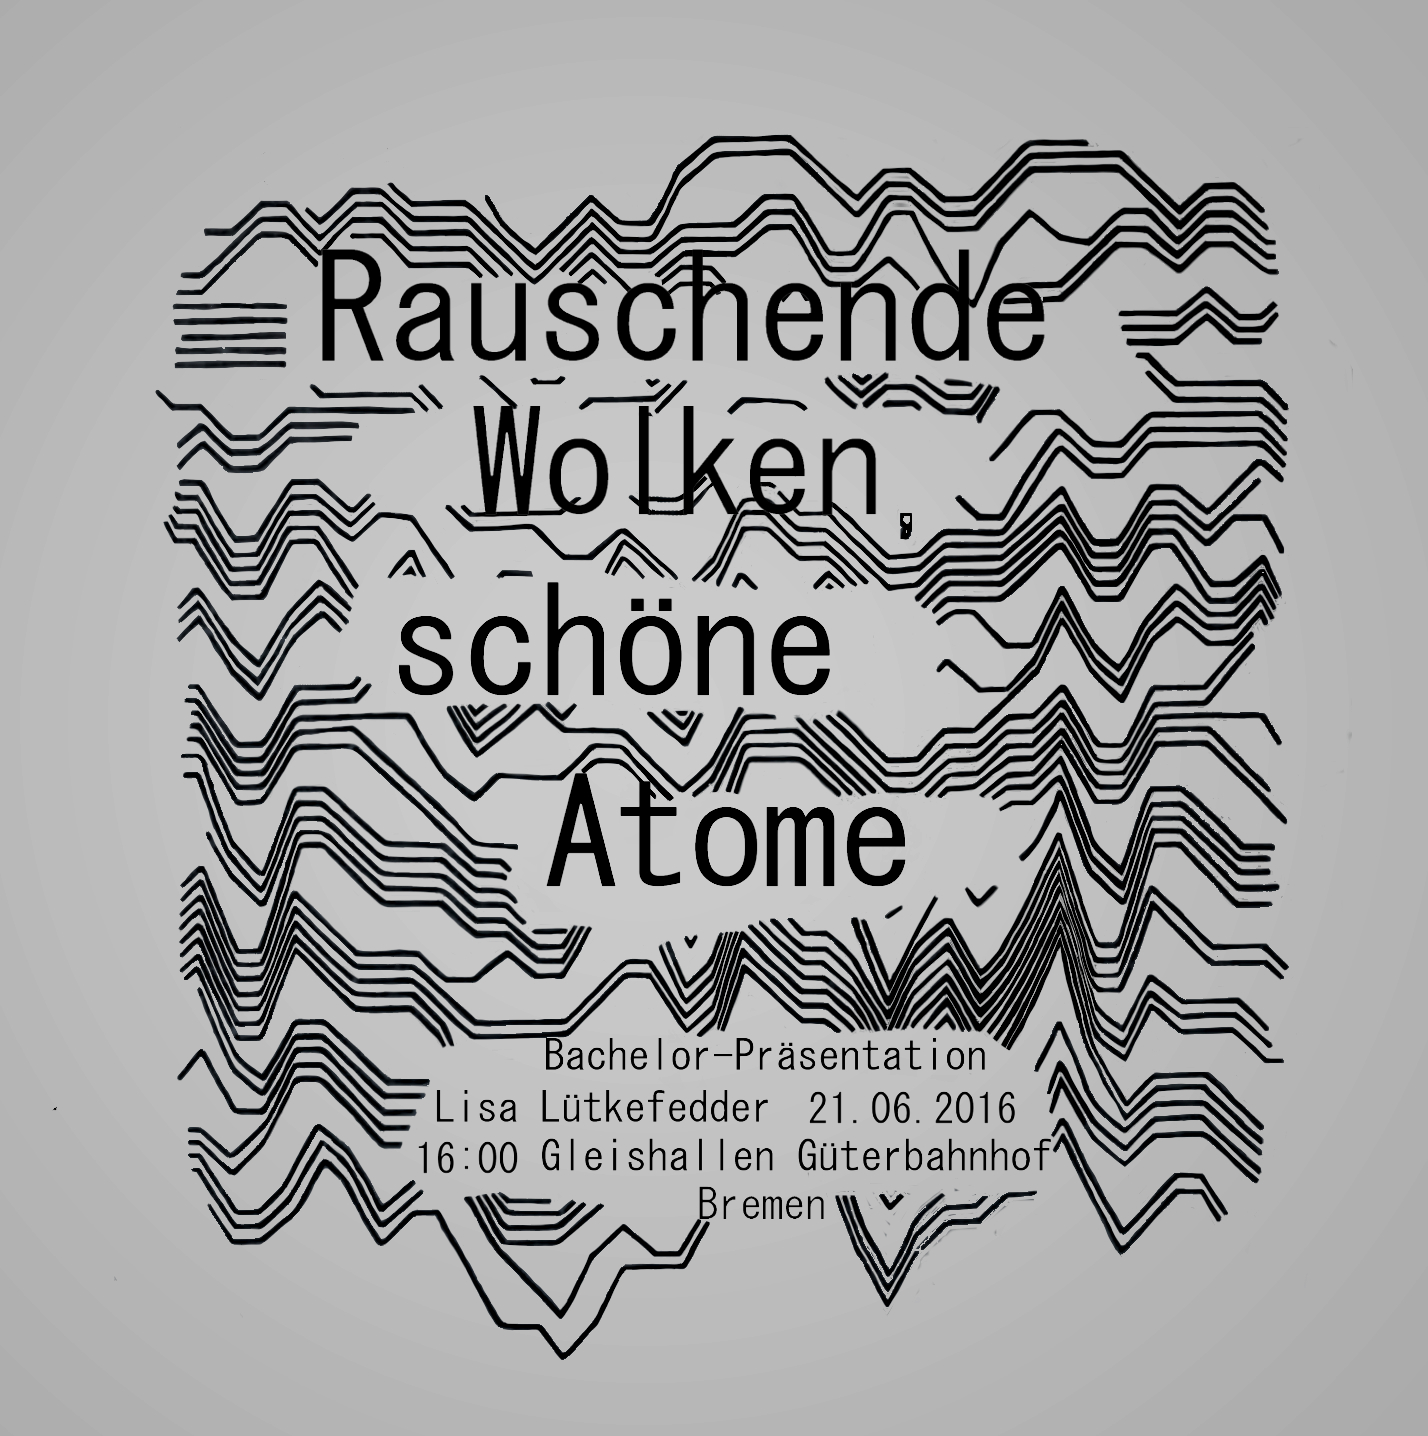 Rauschende
Wolken,
schöne
Atome
Bachelor-Präsentation
Lisa Lütkefedder 21.06.2016
16:00 Gleishallen Güterbahnhof
Bremen